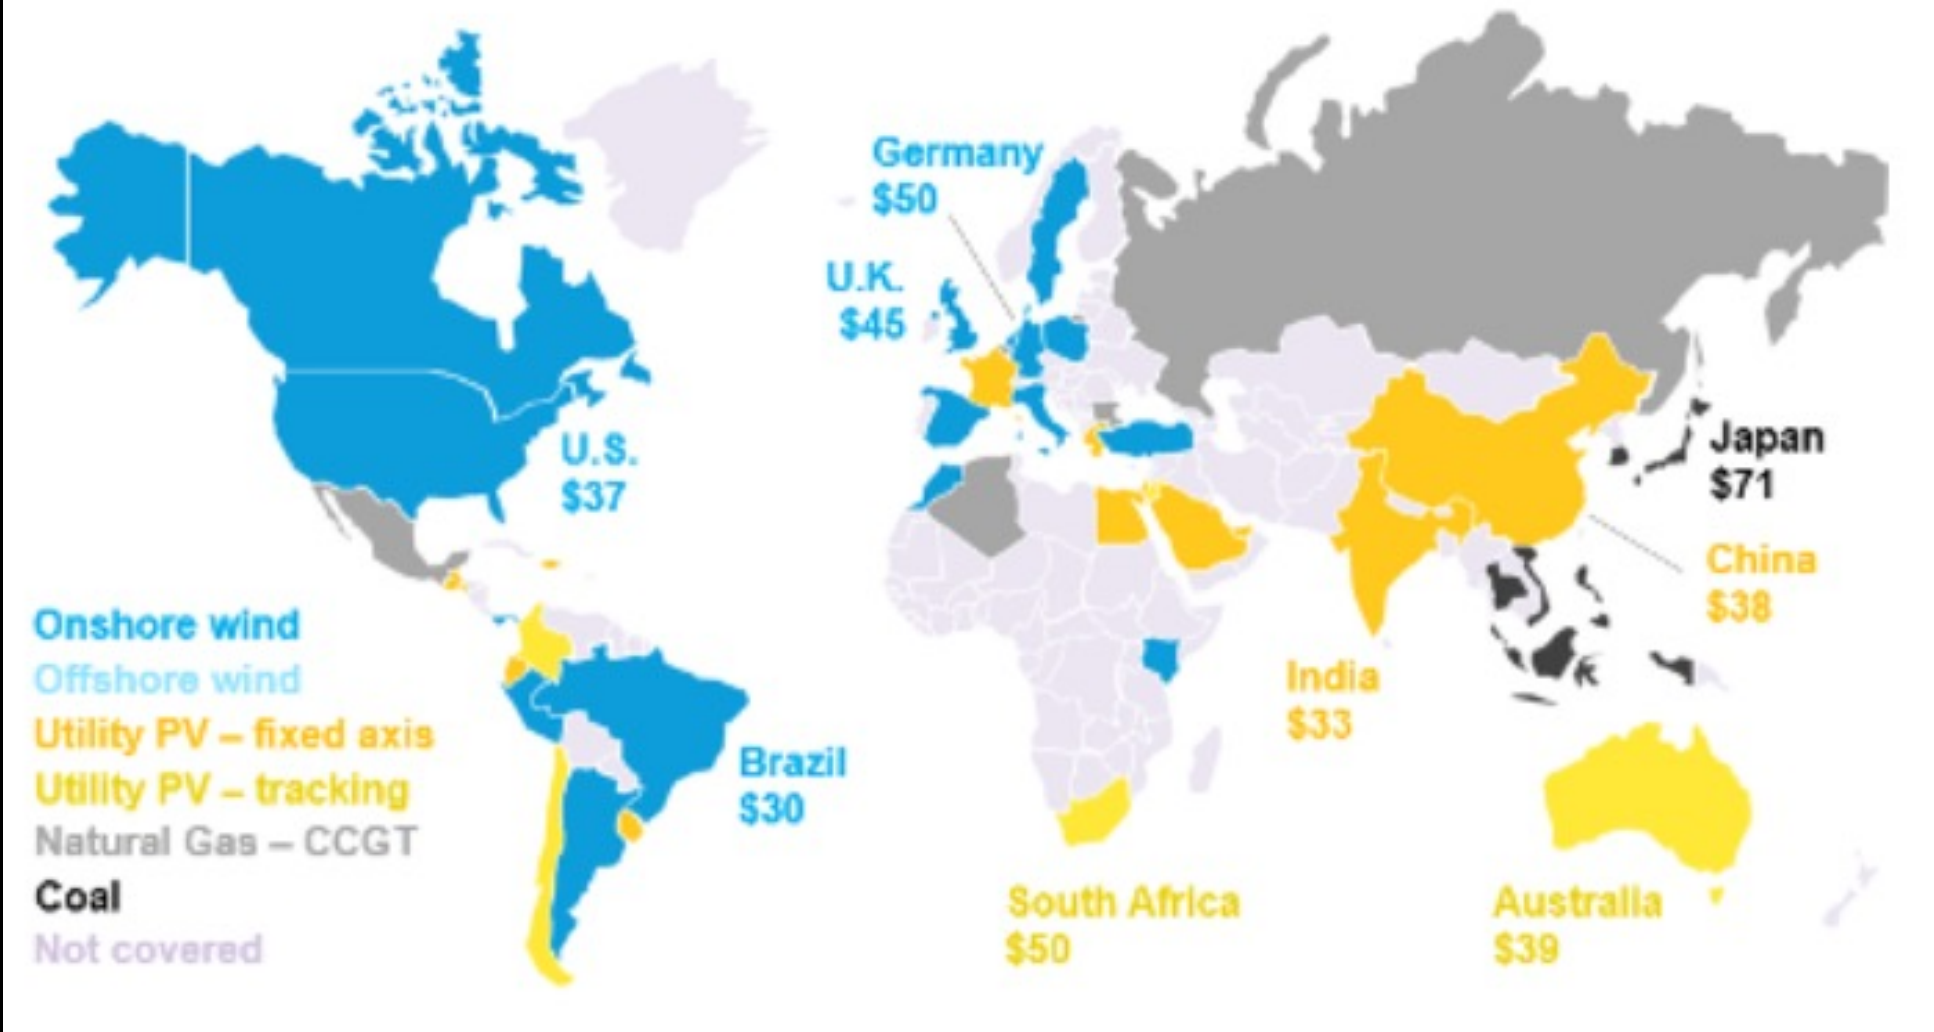 Germany
$50
U.K.
$45
U.S.
$37
Japan
$71
China
$38
Onshore wind
Offshore wind
Utility PV – fixed axis
Utility PV – tracking
Natural Gas – CCGT
Coal
Not covered
Brazil
$30
India
$33
South Africa
$50
Australia
$39